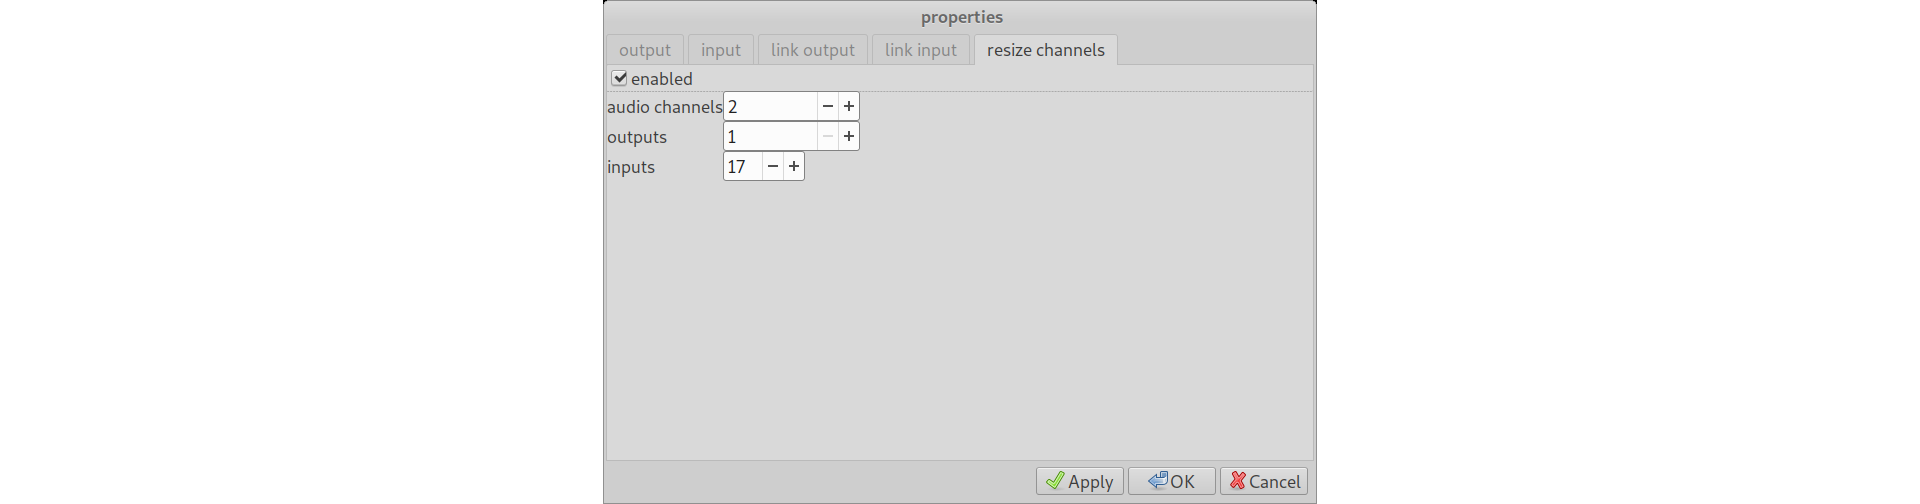 properties
output input link output link input resize channels
enabled
audio channels 2
outputs 1
inputs 17
Apply OK Cancel